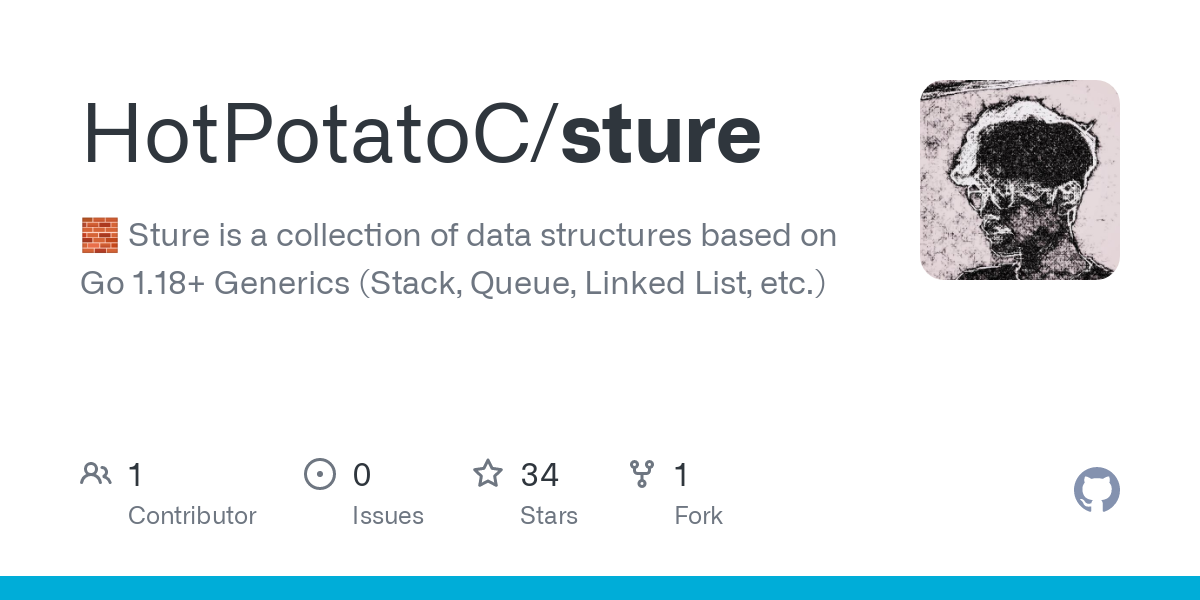 HotPotatoC/sture
🧱 Sture is a collection of data structures based on
Go 1.18+ Generics (Stack, Queue, Linked List, etc.)
1 0 34 1
Contributor Issues Stars Fork